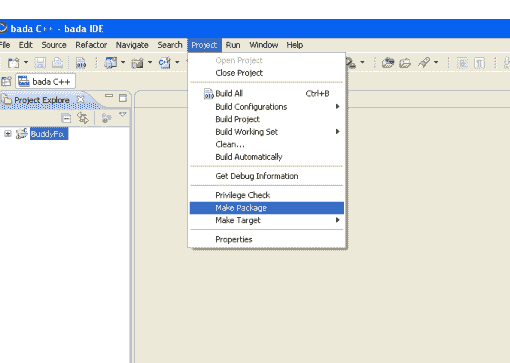 bada C++ - bada IDE
File Edit Source Refactor Navigate Search Project Run Window Help
Open Project
Close Project
bada C++
Project Explore
Build All Ctrl+B
Build Configurations
Build Project
BuddyFa
Build Working Set
Clean...
Build Automatically
Get Debug Information
Privilege Check
Make Package
Make Target
Properties